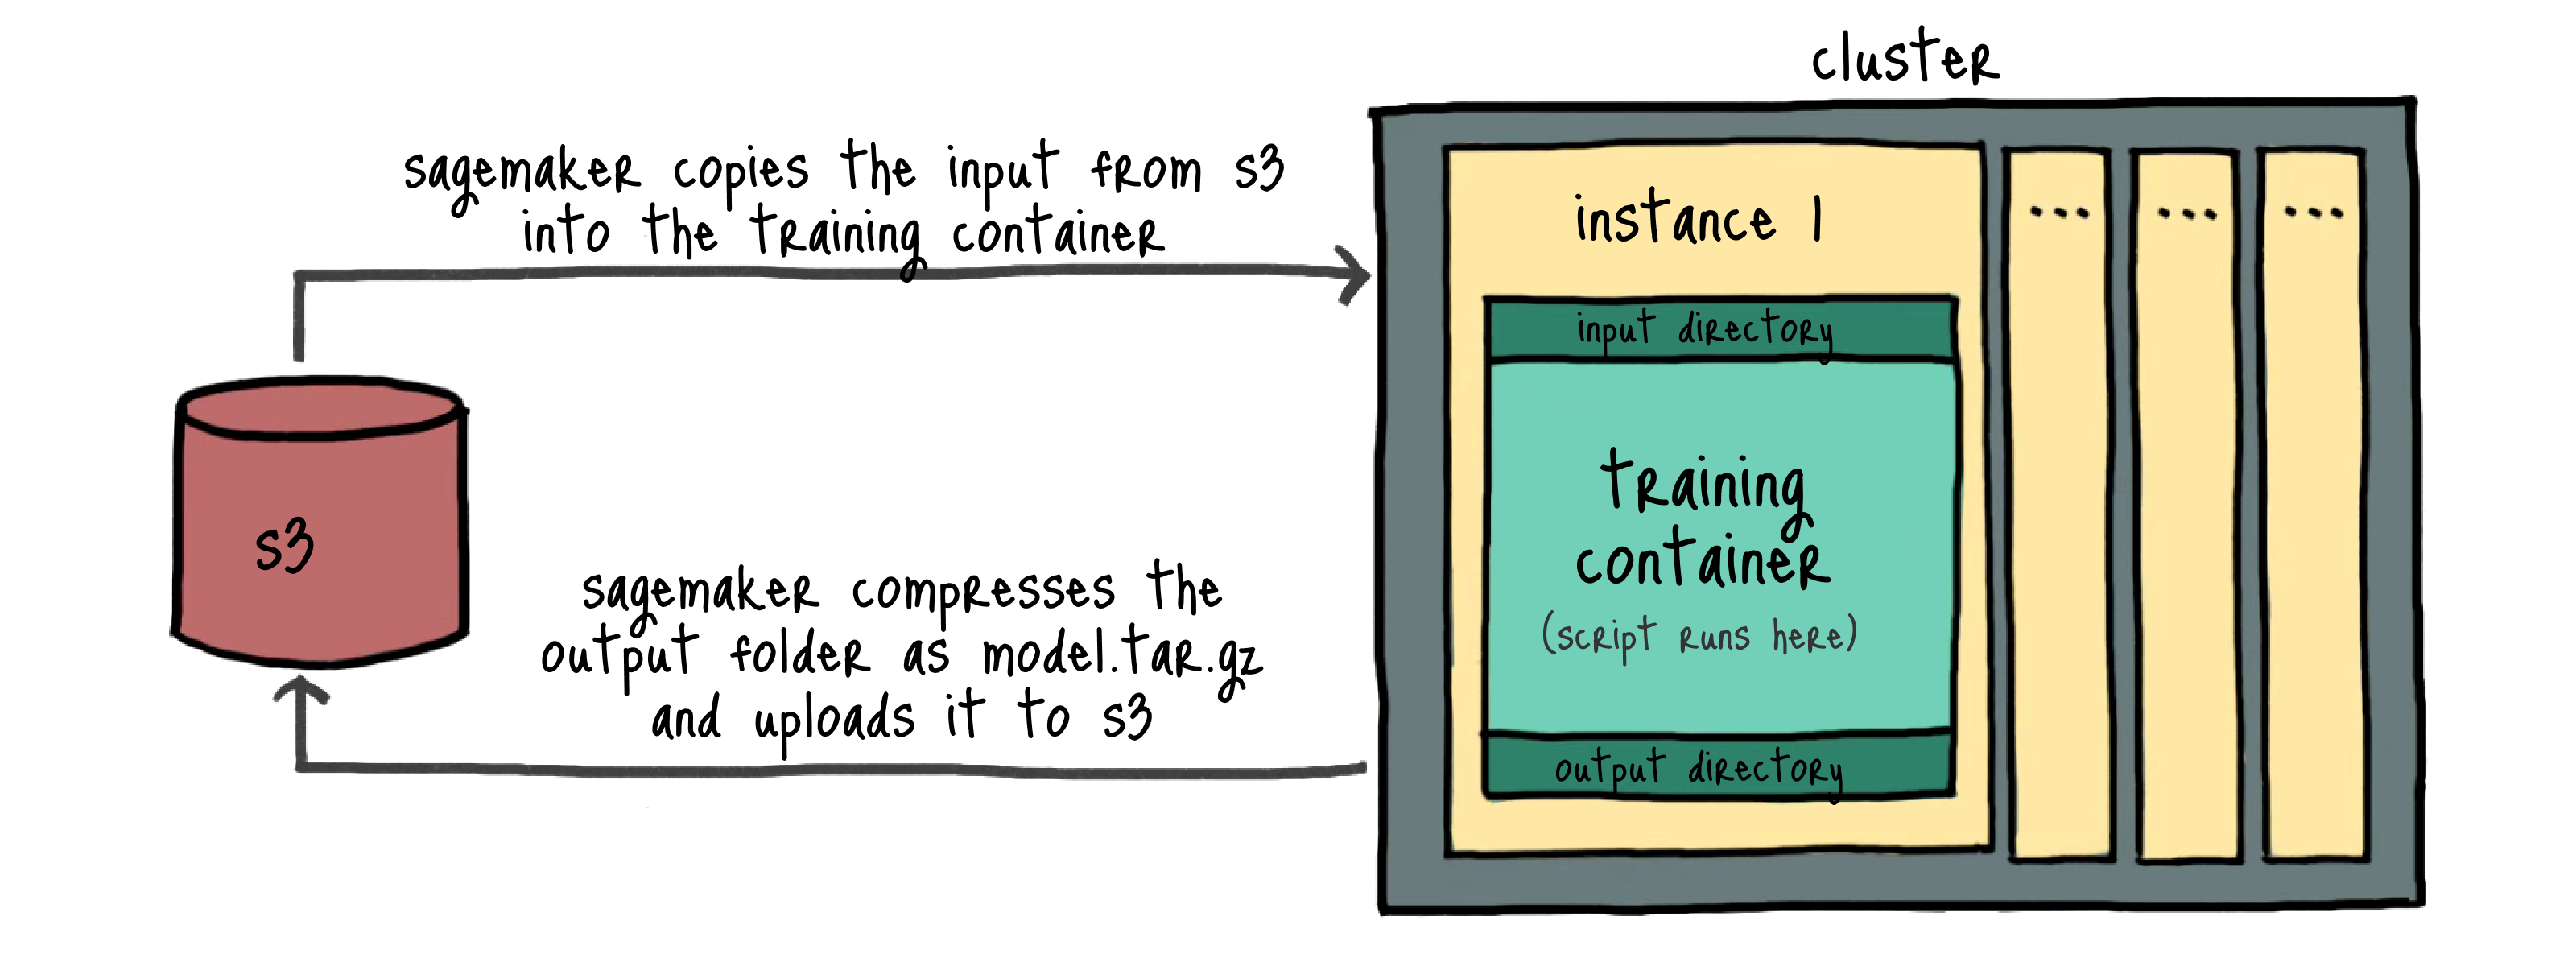 cluster
sagemaker copies the input from s3
into the training container
instance 1
...
...
...
input directory
training
container
(script runs here)
output directory
s3
sagemaker compresses the
output folder as model.tar.gz
and uploads it to s3